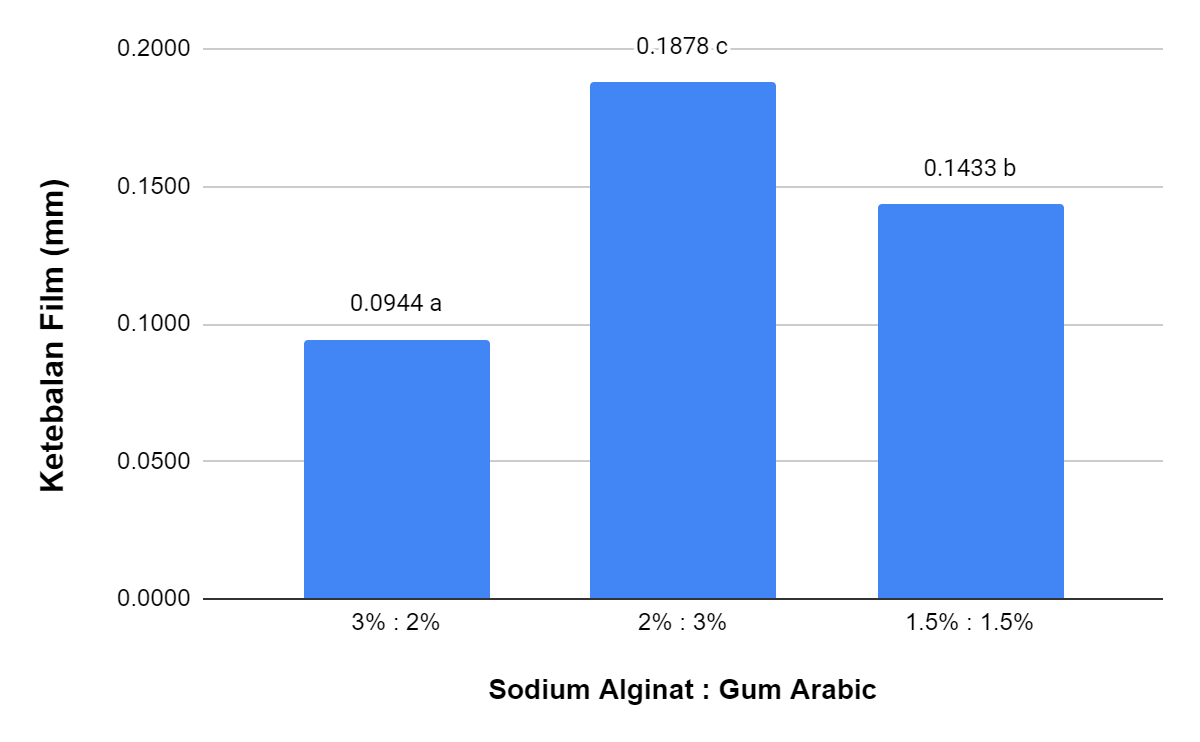 Ketebalan Film (mm)
0.2000
0.1500
0.1000
0.0500
0.0000
0.0944 a
0.1878 c
0.1433 b
3% : 2%
2% : 3%
1.5% : 1.5%
Sodium Alginat : Gum Arabic